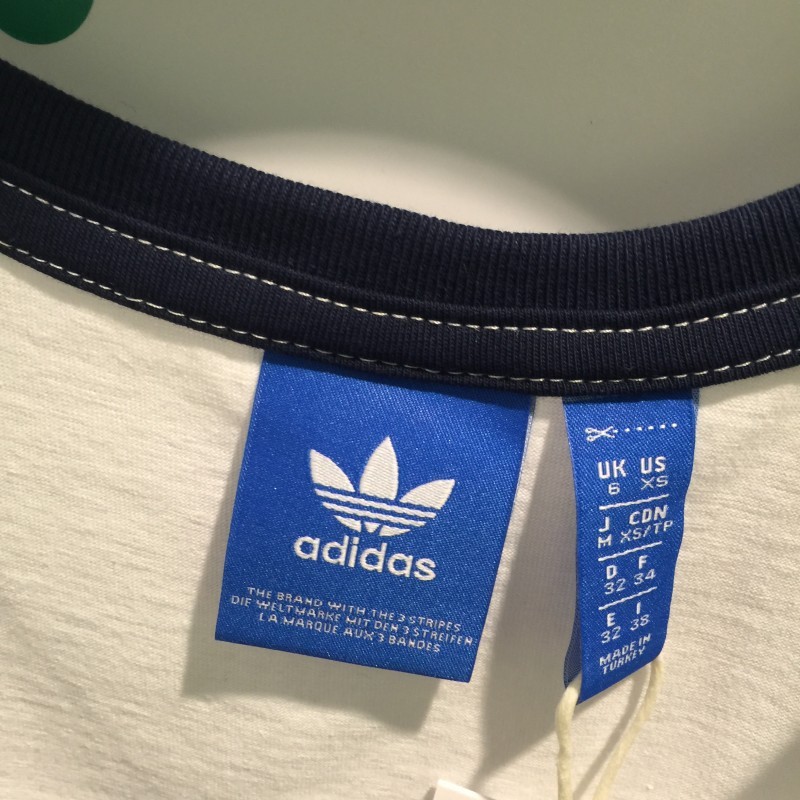 adidas
THE BRAND WITH THE 3 STRIPES
DIE WELTMARKE MIT DEN 3 STREIFEN
LA MARQUE AUX 3 BANDES
UK US
6 XS
J CDN
M XS/TP
D F
32 34
E I
32 38
MADE IN
TURKEY